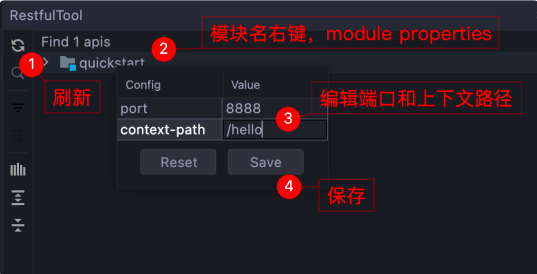 RestfulTool
Find 1 apis
2
模块名右键，module properties
1
quickstart
刷新
Config
Value
port
8888
3
编辑端口和上下文路径
context-path
/hello
Reset
Save
4
保存